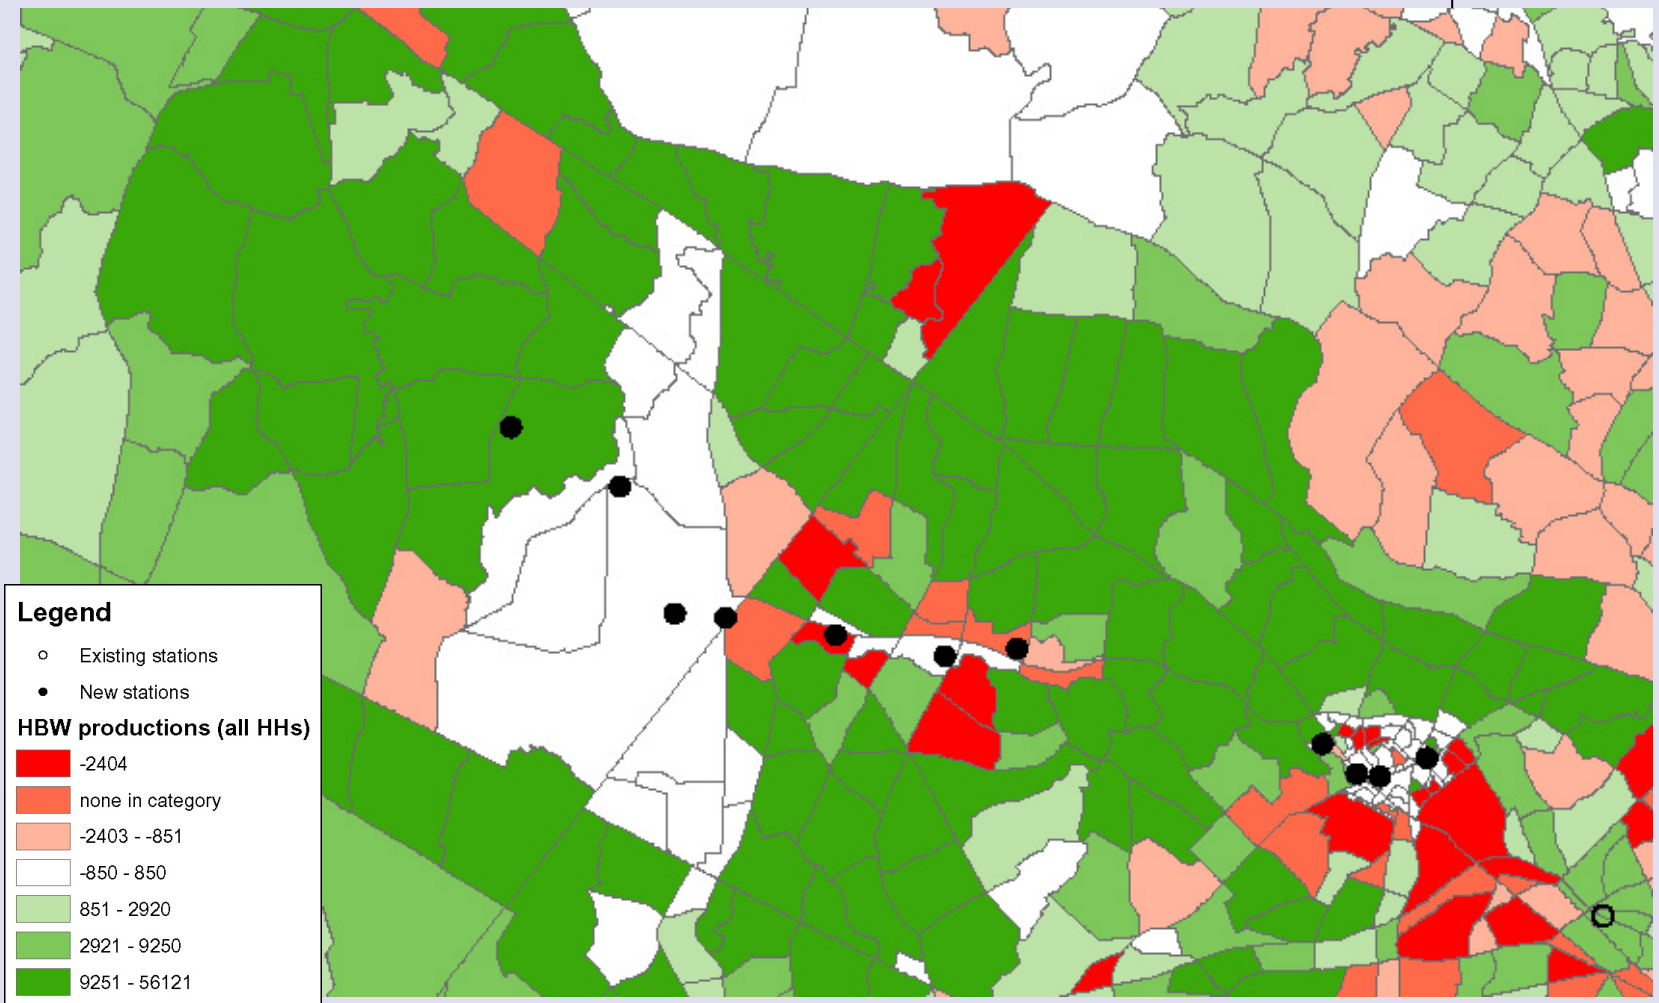 Legend
Existing stations
New stations
HBW productions (all HHs)
-2404
none in category
-2403 - -851
-850 - 850
851 - 2920
2921 - 9250
9251 - 56121